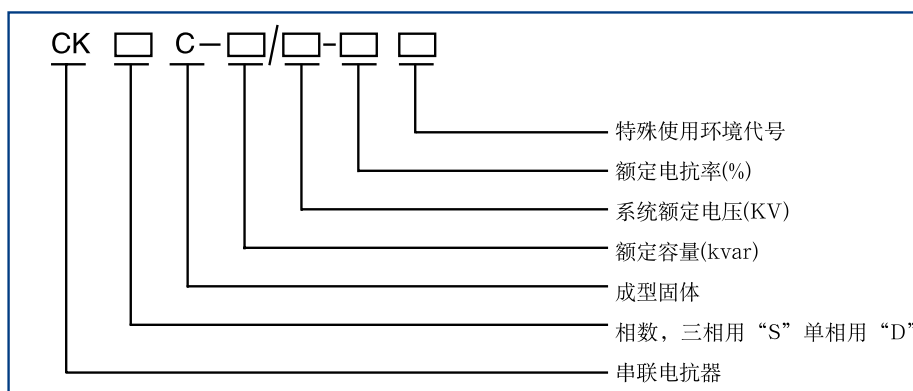 CK □ C－□/□-□ □
特殊使用环境代号
额定电抗率(%)
系统额定电压(KV)
额定容量(kvar)
成型固体
相数，三相用“S”单相用“D”
串联电抗器